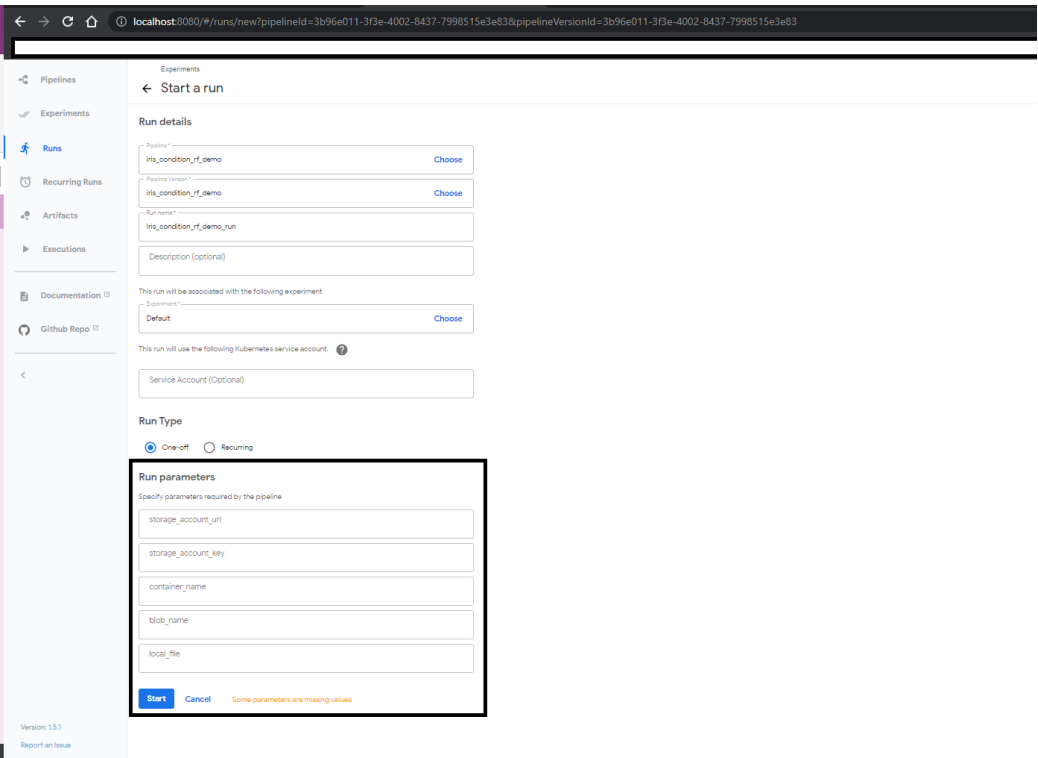 localhost:8080/#/runs/new?pipelineId=3b96e011-3f3e-4002-8437-7998515e3e83&pipelineVersionId=3b96e011-3f3e-4002-8437-7998515e3e83
Pipelines
Experiments
Runs
Recurring Runs
Artifacts
Executions
Documentation
Github Repo
Version: 1.5.1
Report an Issue
Experiments
Start a run
Run details
Pipeline*
iris_condition_rf_demo
Choose
Pipeline Version*
iris_condition_rf_demo
Choose
Run name*
Iris_condition_rf_demo_run
Description (optional)
This run will be associated with the following experiment
Experiment*
Default
Choose
This run will use the following Kubernetes service account.
Service Account (Optional)
Run Type
One-off
Recurring
Run parameters
Specify parameters required by the pipeline
storage_account_url
storage_account_key
container_name
blob_name
local_file
Start
Cancel
Some parameters are missing values